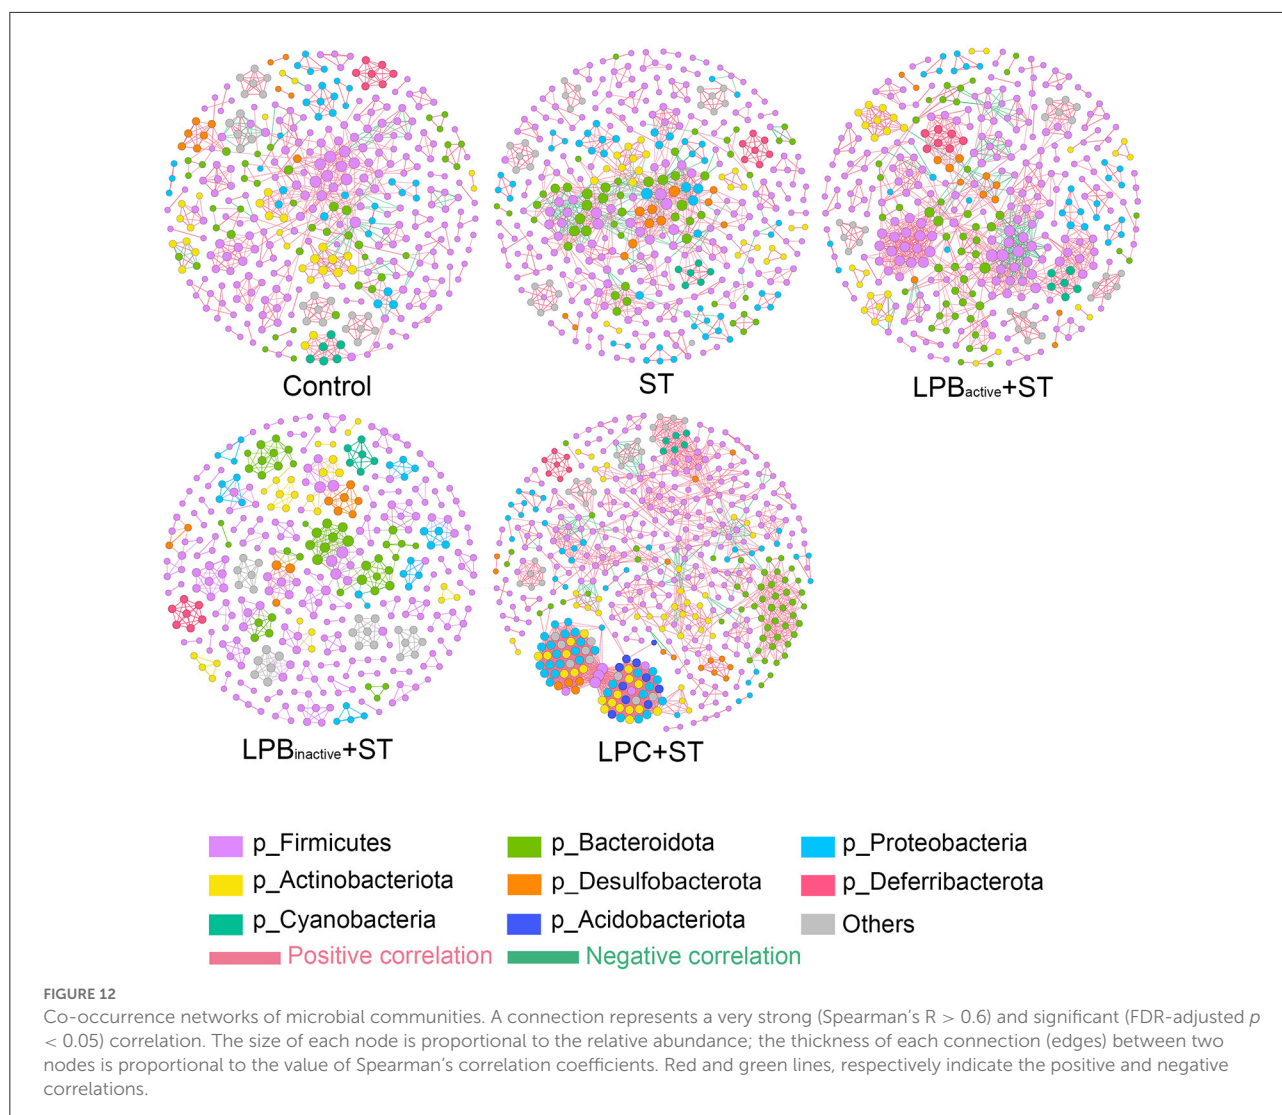 Control
ST
LPBactive+ST
LPBinactive+ST
LPC+ST
p_Firmicutes
p_Bacteroidota
p_Proteobacteria
p_Actinobacteriota
p_Desulfobacterota
p_Deferribacterota
p_Cyanobacteria
p_Acidobacteriota
Others
Positive correlation
Negative correlation
FIGURE 12
Co-occurrence networks of microbial communities. A connection represents a very strong (Spearman's R > 0.6) and significant (FDR-adjusted p
< 0.05) correlation. The size of each node is proportional to the relative abundance; the thickness of each connection (edges) between two
nodes is proportional to the value of Spearman's correlation coefficients. Red and green lines, respectively indicate the positive and negative
correlations.